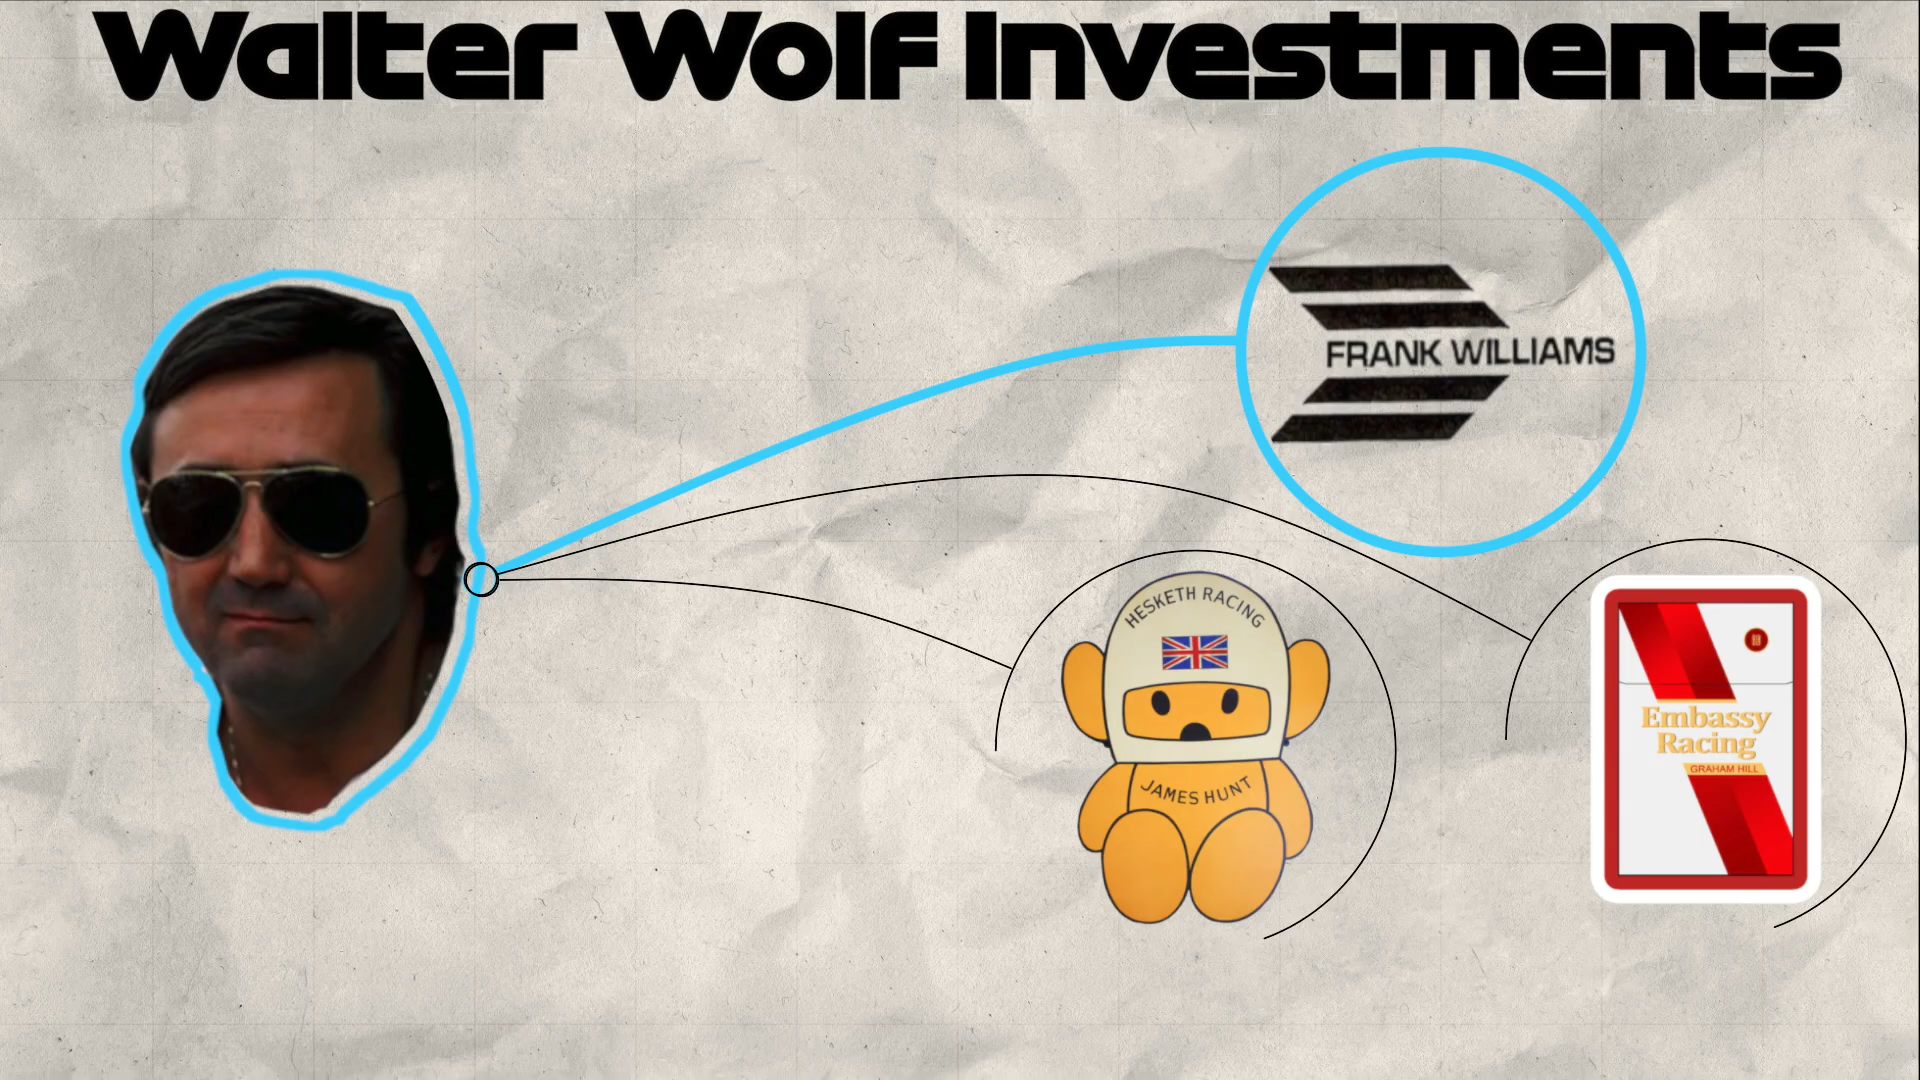 Walter Wolf Investments
FRANK WILLIAMS
HESKETH RACING
JAMES HUNT
Embassy
Racing
GRAHAM HILL